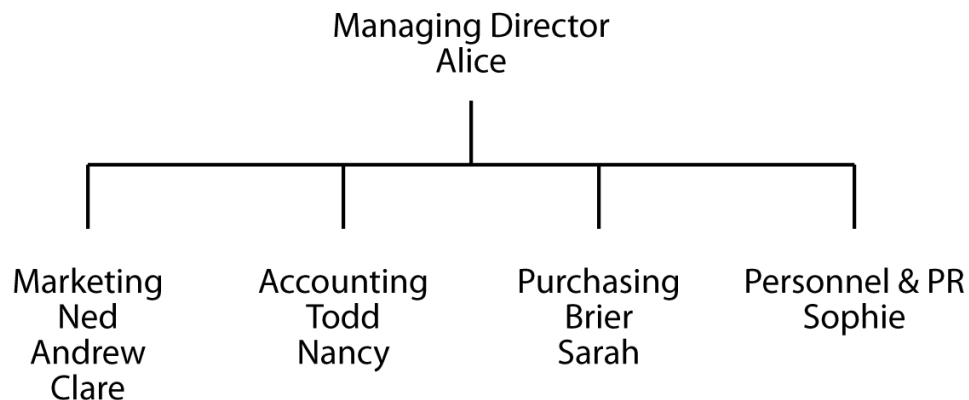 Managing Director
Alice
Marketing
Ned
Andrew
Clare
Accounting
Todd
Nancy
Purchasing
Brier
Sarah
Personnel & PR
Sophie